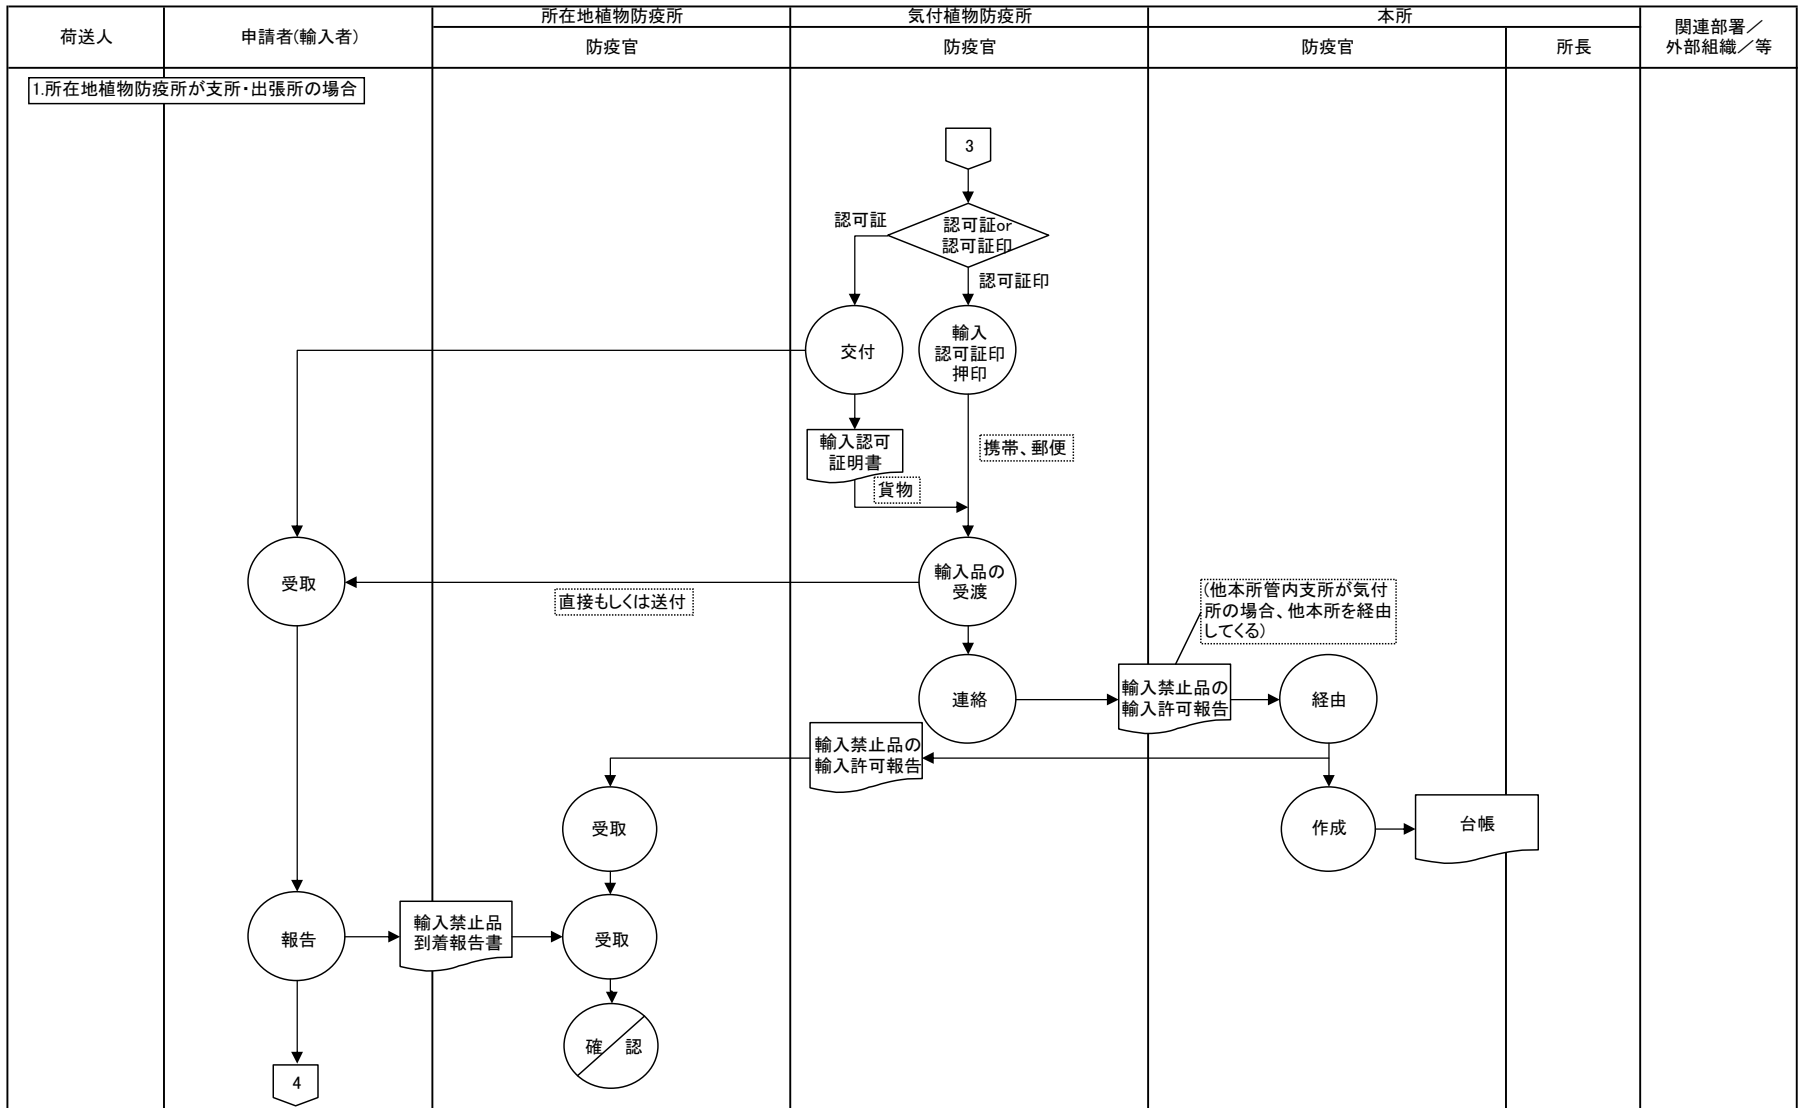 荷送人
申請者(輸入者)
所在地植物防疫所
防疫官
気付植物防疫所
防疫官
本所
防疫官
所長
関連部署／
外部組織／等
1.所在地植物防疫所が支所・出張所の場合
3
認可証or
認可証印
認可証
認可証印
交付
輸入
認可証印
押印
輸入認可
証明書
携帯、郵便
貨物
受取
輸入品の
受渡
直接もしくは送付
(他本所管内支所が気付
所の場合、他本所を経由
してくる)
連絡
輸入禁止品の
輸入許可報告
経由
輸入禁止品の
輸入許可報告
受取
作成
台帳
報告
輸入禁止品
到着報告書
受取
確 認
4